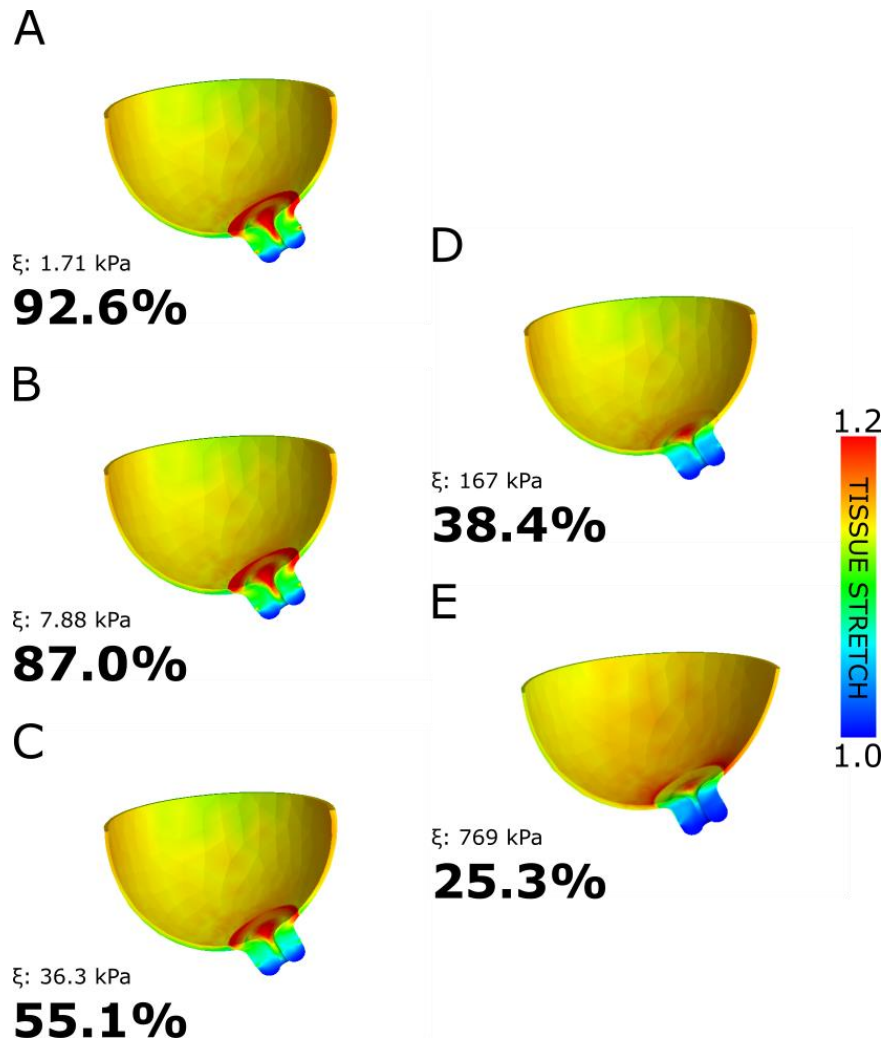 A
ξ: 1.71 kPa
92.6%
B
ξ: 7.88 kPa
87.0%
C
ξ: 36.3 kPa
55.1%
D
ξ: 167 kPa
38.4%
E
ξ: 769 kPa
25.3%
1.2
TISSUE STRETCH
1.0